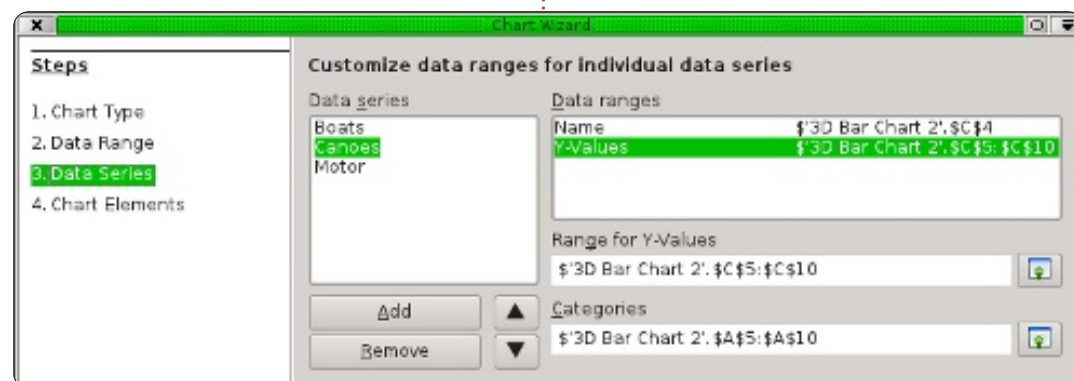 Chart Wizard
Steps
1. Chart Type
2. Data Range
3. Data Series
4. Chart Elements
Customize data ranges for individual data series
Data series
Boats
Canoes
Motor
Add
Remove
Data ranges
Name $'3D Bar Chart 2'.$C$4
Y-Values $'3D Bar Chart 2'.$C$5:$C$10
Range for Y-Values
$'3D Bar Chart 2'.$C$5:$C$10
Categories
$'3D Bar Chart 2'.$A$5:$A$10